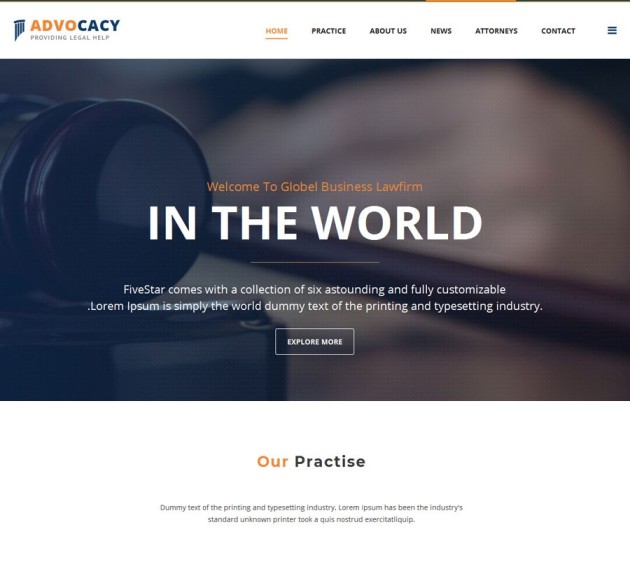 ADVOCACY
PROVIDING LEGAL HELP
HOME PRACTICE ABOUT US NEWS ATTORNEYS CONTACT
Welcome To Globel Business Lawfirm
IN THE WORLD
FiveStar comes with a collection of six astounding and fully customizable
.Lorem Ipsum is simply the world dummy text of the printing and typesetting industry.
EXPLORE MORE
Our Practise
Dummy text of the printing and typesetting industry. Lorem ipsum has been the industry's
standard unknown printer took a quis nostrud exercitatliquip.